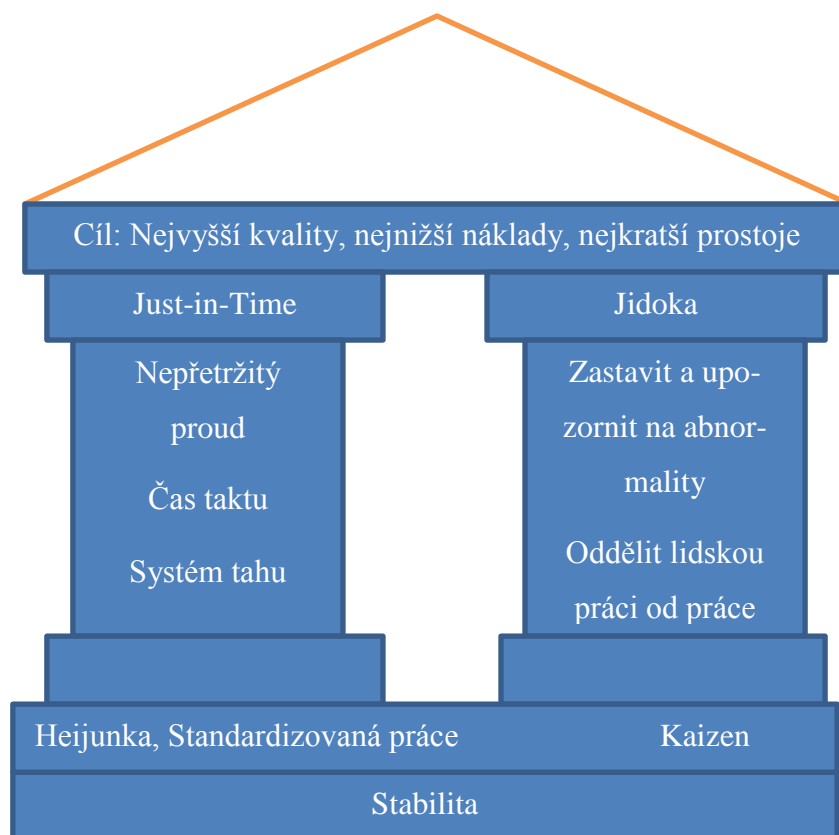 Cíl: Nejvyšší kvality, nejnižší náklady, nejkratší prostoje
Just-in-Time
Nepřetržitý
proud
Čas taktu
Systém tahu
Jidoka
Zastavit a upo-
zornit na abnor-
mality
Oddělit lidskou
práci od práce
Heijunka, Standardizovaná práce
Kaizen
Stabilita